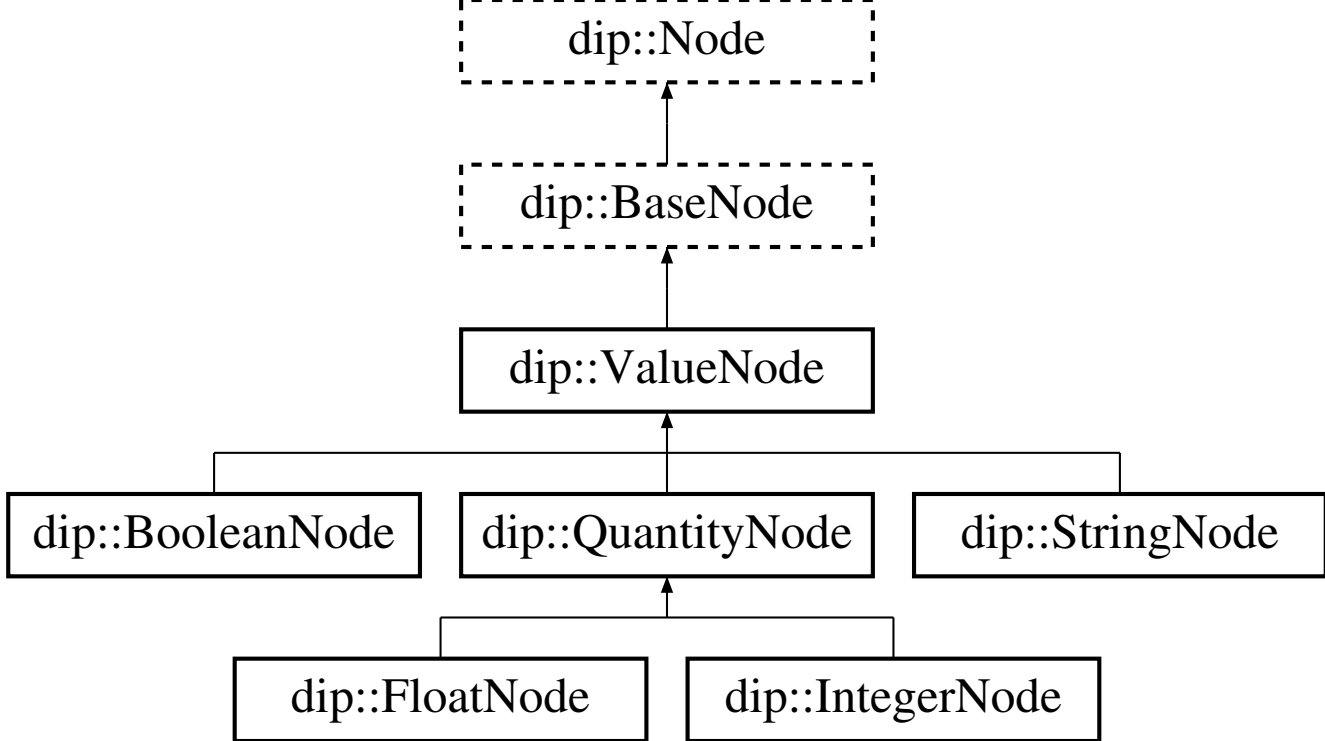 dip::Node
dip::BaseNode
dip::ValueNode
dip::BooleanNode
dip::QuantityNode
dip::StringNode
dip::FloatNode
dip::IntegerNode